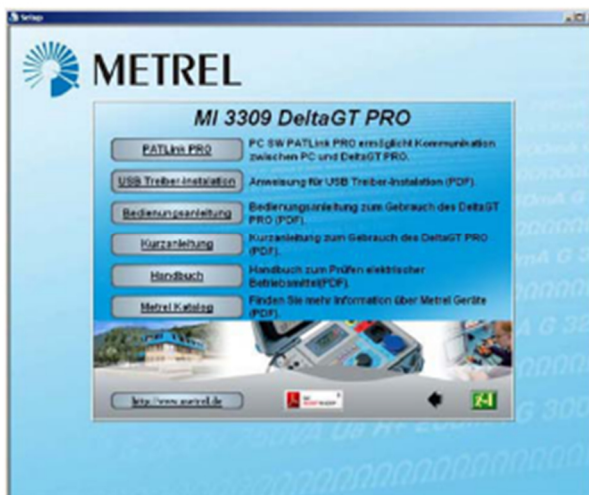 Setup
METREL
MI 3309 DeltaGT PRO
PATLink PRO
PC SW PATLink PRO ermöglicht Kommunikation
zwischen PC und DeltaGT PRO.
USB Treiber-Instalation
Anweisung für USB Treiber-Instalation (PDF).
Bedienungsanleitung
Bedienungsanleitung zum Gebrauch des DeltaGT
PRO (PDF).
Kurzanleitung
Kurzanleitung zum Gebrauch des DeltaGT PRO
(PDF).
Handbuch
Handbuch zum Prüfen elektrischer
Betriebsmittel(PDF).
Metrel Katalog
Finden Sie mehr Information über Metrel Geräte
(PDF).
http://www.metrel.de